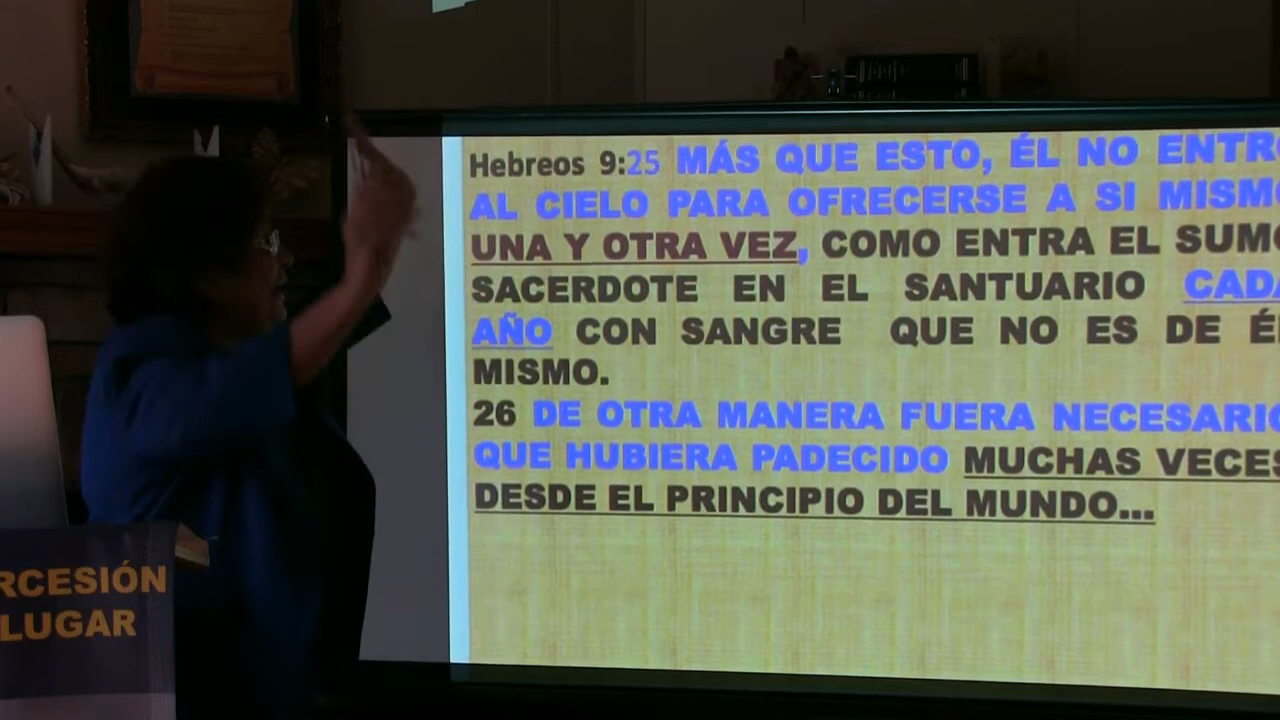 Hebreos 9:25 MÁS QUE ESTO, ÉL NO ENTRÓ
AL CIELO PARA OFRECERSE A SI MISMO
UNA Y OTRA VEZ, COMO ENTRA EL SUMO
SACERDOTE EN EL SANTUARIO CADA
AÑO CON SANGRE QUE NO ES DE ÉL
MISMO.
26 DE OTRA MANERA FUERA NECESARIO
QUE HUBIERA PADECIDO MUCHAS VECES
DESDE EL PRINCIPIO DEL MUNDO...
RCESIÓN
LUGAR